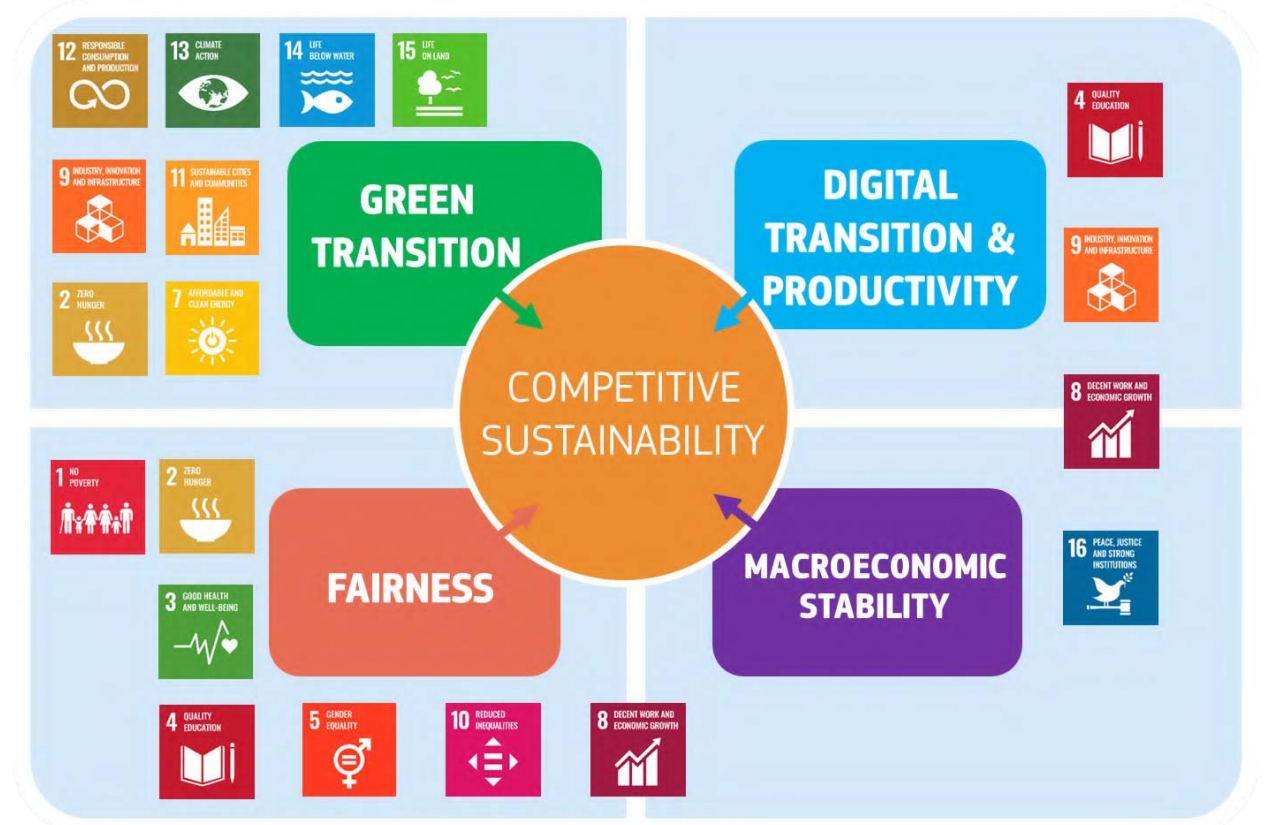 12 RESPONSIBLE
CONSUMPTION
AND PRODUCTION
13 CLIMATE
ACTION
14 LIFE
BELOW WATER
15 LIFE
ON LAND
9 INDUSTRY, INNOVATION
AND INFRASTRUCTURE
11 SUSTAINABLE CITIES
AND COMMUNITIES
2 ZERO
HUNGER
7 AFFORDABLE AND
CLEAN ENERGY
GREEN
TRANSITION
DIGITAL
TRANSITION &
PRODUCTIVITY
4 QUALITY
EDUCATION
9 INDUSTRY, INNOVATION
AND INFRASTRUCTURE
8 DECENT WORK AND
ECONOMIC GROWTH
COMPETITIVE
SUSTAINABILITY
1 NO
POVERTY
2 ZERO
HUNGER
3 GOOD HEALTH
AND WELL-BEING
FAIRNESS
4 QUALITY
EDUCATION
5 GENDER
EQUALITY
10 REDUCED
INEQUALITIES
8 DECENT WORK AND
ECONOMIC GROWTH
MACROECONOMIC
STABILITY
16 PEACE, JUSTICE
AND STRONG
INSTITUTIONS